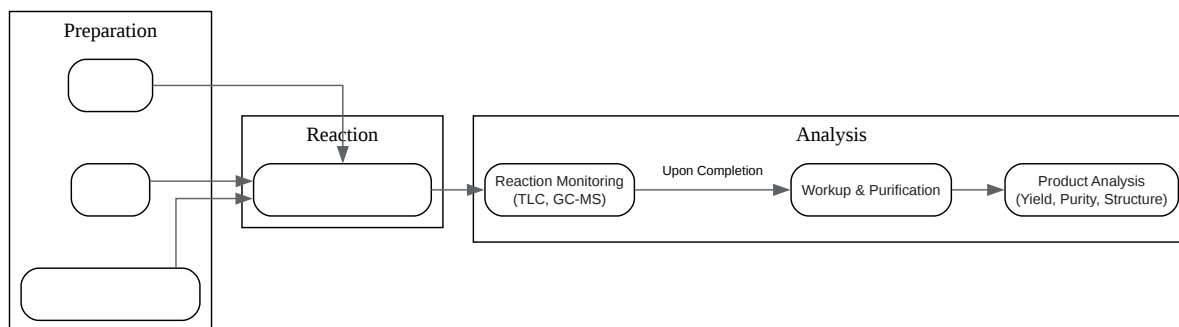 Preparation
Reaction
Analysis
Reaction Monitoring
(TLC, GC-MS)
Upon Completion
Workup & Purification
Product Analysis
(Yield, Purity, Structure)